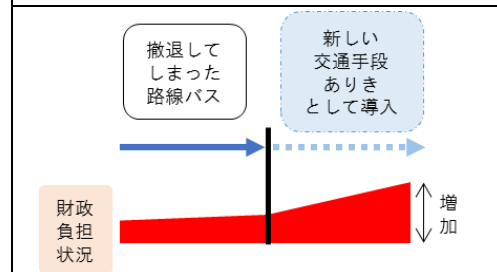 撤退して
しまった
路線バス
新しい
交通手段
ありき
として導入
財政
負担
状況
増
加